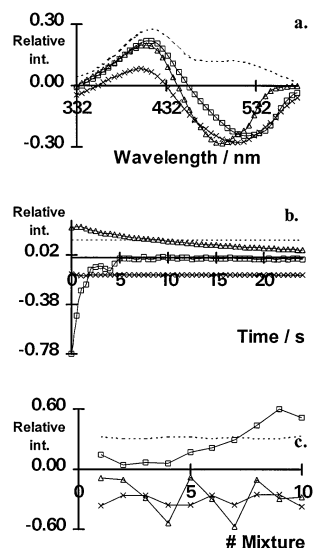 a.
0.30
Relative
int.
0.00
332 432 532
-0.30
Wavelength / nm
b.
Relative
int.
0.02
0 5 10 15 20
-0.38
-0.78
Time / s
0.60
c.
Relative
int.
0.00
0 5 10
-0.60
# Mixture